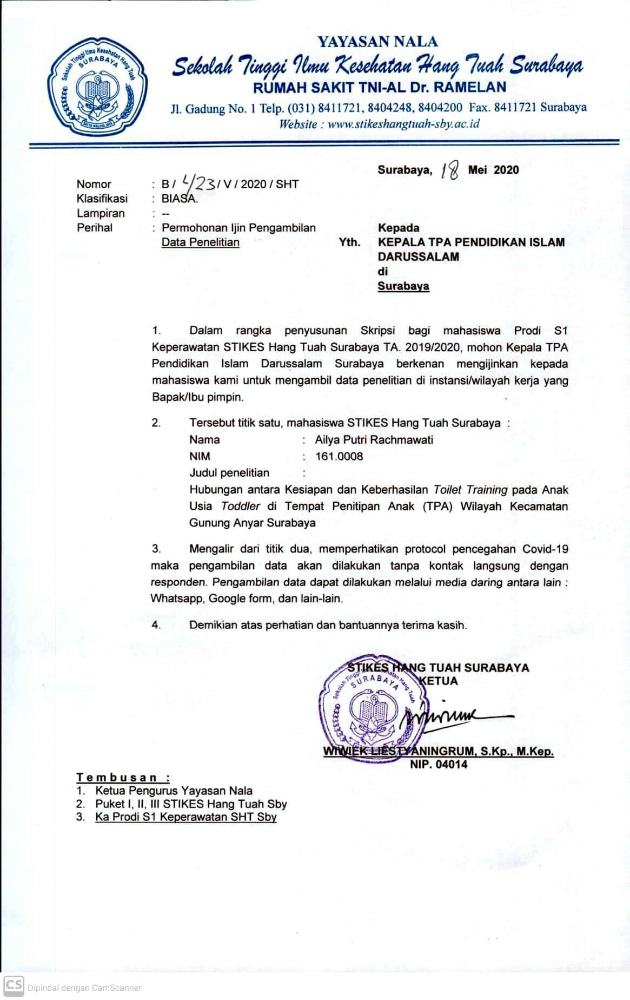 Sekolah Tinggi Ilmu Kesehatan Hang Tuah
SURABAYA
YAYASAN NALA
Sekolah Tinggi Ilmu Kesehatan Hang Tuah Surabaya
RUMAH SAKIT TNI-AL Dr. RAMELAN
Jl. Gadung No. 1 Telp. (031) 8411721, 8404248, 8404200 Fax. 8411721 Surabaya
Website : www.stikeshangtuah-sby.ac.id
Surabaya, 18 Mei 2020
Nomor : B / 423 / V / 2020 / SHT
Klasifikasi : BIASA.
Lampiran : --
Perihal : Permohonan Ijin Pengambilan
Data Penelitian
Kepada
Yth. KEPALA TPA PENDIDIKAN ISLAM
DARUSSALAM
di
Surabaya
1. Dalam rangka penyusunan Skripsi bagi mahasiswa Prodi S1
Keperawatan STIKES Hang Tuah Surabaya TA. 2019/2020, mohon Kepala TPA
Pendidikan Islam Darussalam Surabaya berkenan mengijinkan kepada
mahasiswa kami untuk mengambil data penelitian di instansi/wilayah kerja yang
Bapak/Ibu pimpin.
2. Tersebut titik satu, mahasiswa STIKES Hang Tuah Surabaya :
Nama : Ailya Putri Rachmawati
NIM : 161.0008
Judul penelitian :
Hubungan antara Kesiapan dan Keberhasilan Toilet Training pada Anak
Usia Toddler di Tempat Penitipan Anak (TPA) Wilayah Kecamatan
Gunung Anyar Surabaya
3. Mengalir dari titik dua, memperhatikan protocol pencegahan Covid-19
maka pengambilan data akan dilakukan tanpa kontak langsung dengan
responden. Pengambilan data dapat dilakukan melalui media daring antara lain :
Whatsapp, Google form, dan lain-lain.
4. Demikian atas perhatian dan bantuannya terima kasih.
STIKES HANG TUAH SURABAYA
KETUA
Sekolah Tinggi Ilmu Kesehatan Hang Tuah
SURABAYA
WIWIEK LIESTYANINGRUM, S.Kp., M.Kep.
NIP. 04014
Tembusan :
1. Ketua Pengurus Yayasan Nala
2. Puket I, II, III STIKES Hang Tuah Sby
3. Ka Prodi S1 Keperawatan SHT Sby
CS Dipindai dengan CamScanner